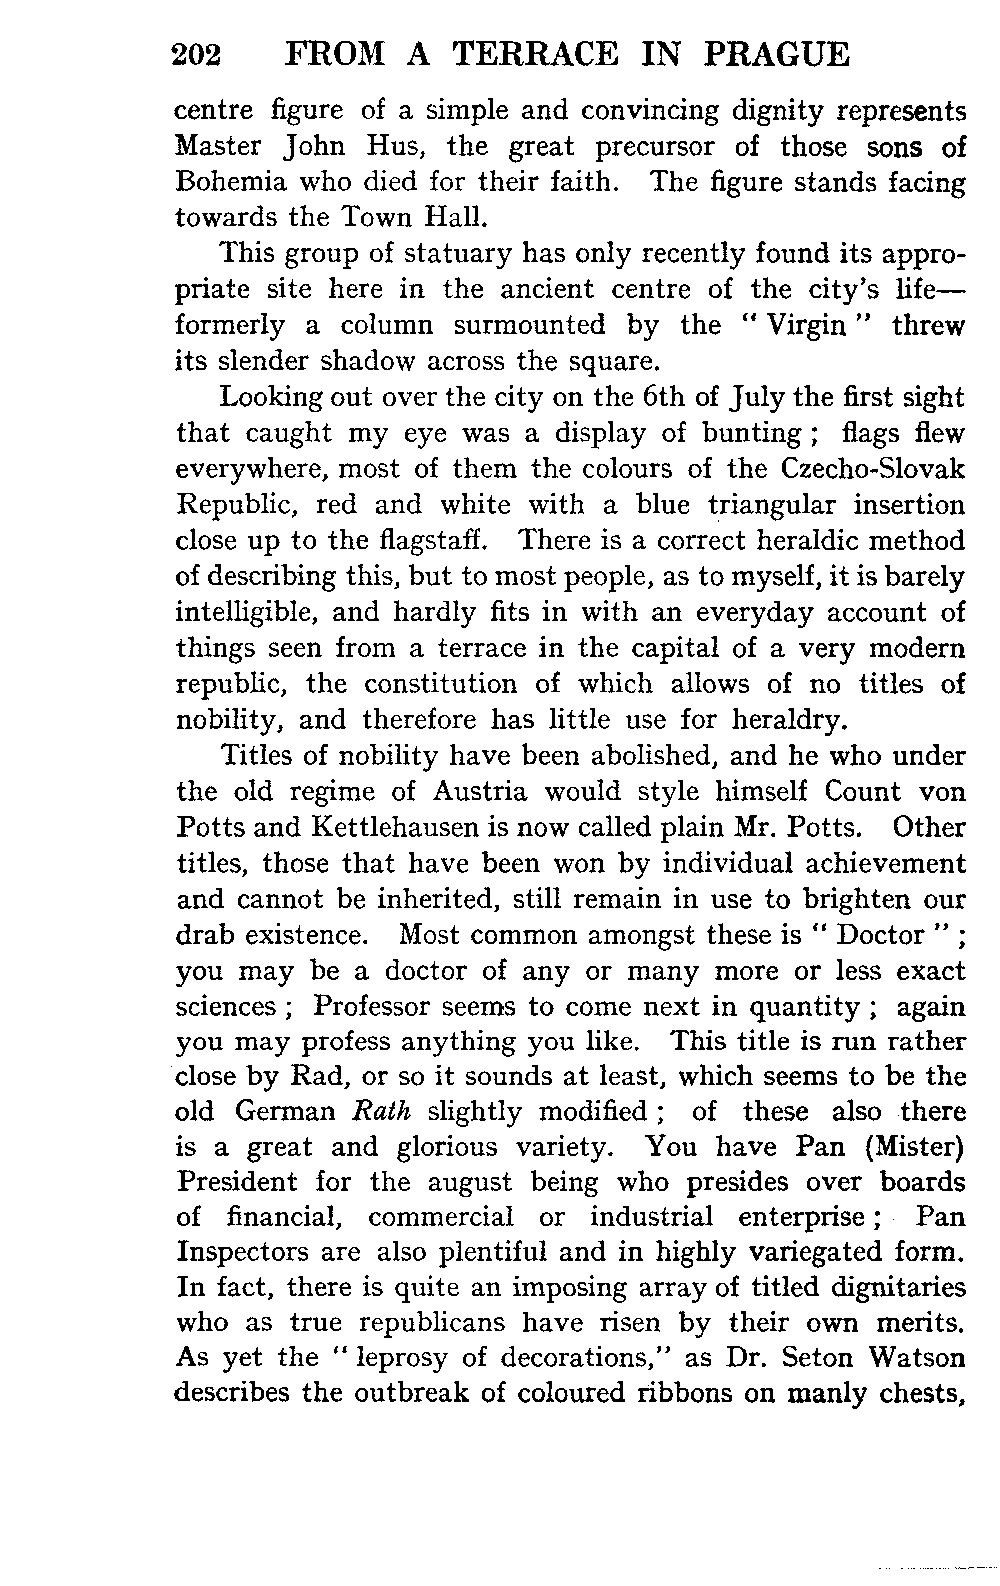 202 FROM A TERRACE IN PRAGUE
centre figure of a simple and convincing dignity represents
Master John Hus, the great precursor of those sons of
Bohemia who died for their faith. The figure stands facing
towards the Town Hall.
This group of statuary has only recently found its appro-
priate site here in the ancient centre of the city's life—
formerly a column surmounted by the " Virgin " threw
its slender shadow across the square.
Looking out over the city on the 6th of July the first sight
that caught my eye was a display of bunting ; flags flew
everywhere, most of them the colours of the Czecho-Slovak
Republic, red and white with a blue triangular insertion
close up to the flagstaff. There is a correct heraldic method
of describing this, but to most people, as to myself, it is barely
intelligible, and hardly fits in with an everyday account of
things seen from a terrace in the capital of a very modern
republic, the constitution of which allows of no titles of
nobility, and therefore has little use for heraldry.
Titles of nobility have been abolished, and he who under
the old regime of Austria would style himself Count von
Potts and Kettlehausen is now called plain Mr. Potts. Other
titles, those that have been won by individual achievement
and cannot be inherited, still remain in use to brighten our
drab existence. Most common amongst these is " Doctor " ;
you may be a doctor of any or many more or less exact
sciences ; Professor seems to come next in quantity ; again
you may profess anything you like. This title is run rather
close by Rad, or so it sounds at least, which seems to be the
old German Rath slightly modified ; of these also there
is a great and glorious variety. You have Pan (Mister)
President for the august being who presides over boards
of financial, commercial or industrial enterprise ; Pan
Inspectors are also plentiful and in highly variegated form.
In fact, there is quite an imposing array of titled dignitaries
who as true republicans have risen by their own merits.
As yet the " leprosy of decorations," as Dr. Seton Watson
describes the outbreak of coloured ribbons on manly chests,